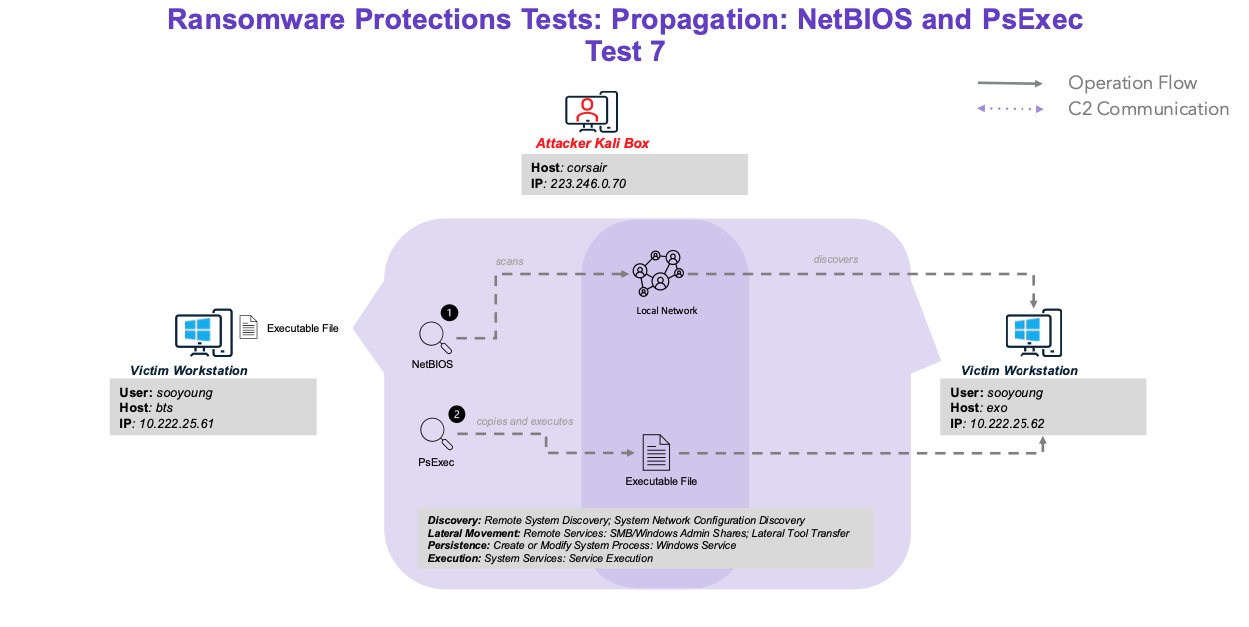 Ransomware Protections Tests: Propagation: NetBIOS and PsExec
Test 7
Operation Flow
C2 Communication
Attacker Kali Box
Host: corsair
IP: 223.246.0.70
scans
discovers
Local Network
1
NetBIOS
Executable File
Victim Workstation
User: sooyoung
Host: bts
IP: 10.222.25.61
Victim Workstation
User: sooyoung
Host: exo
IP: 10.222.25.62
2
copies and executes
PsExec
Executable File
Discovery: Remote System Discovery; System Network Configuration Discovery
Lateral Movement: Remote Services: SMB/Windows Admin Shares; Lateral Tool Transfer
Persistence: Create or Modify System Process: Windows Service
Execution: System Services: Service Execution